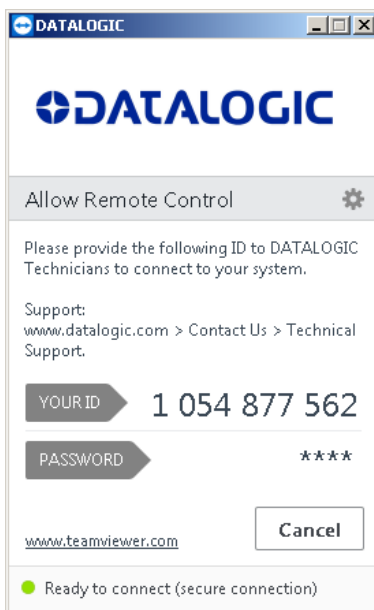 DATALOGIC
DATALOGIC
Allow Remote Control
Please provide the following ID to DATALOGIC
Technicians to connect to your system.
Support:
www.datalogic.com > Contact Us > Technical
Support.
YOUR ID 1 054 877 562
PASSWORD ****
www.teamviewer.com Cancel
Ready to connect (secure connection)